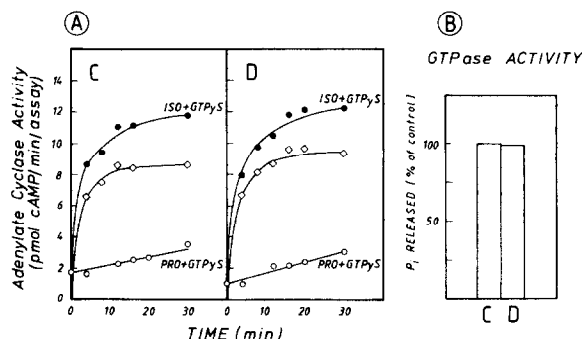 A
B
GTPase ACTIVITY
Adenylate Cyclase Activity
(pmol cAMP/min/assay)
14
12
10
8
6
4
2
0
C
ISO+GTPγS
PRO+GTPγS
D
ISO+GTPγS
PRO+GTPγS
0 10 20 30 0 10 20 30
TIME (min)
Pi RELEASED (% of control)
100
50
C D